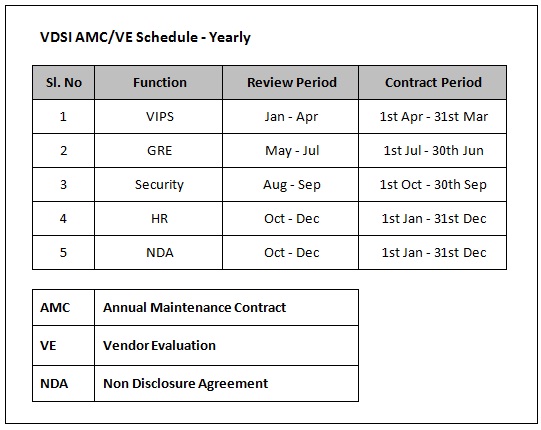 VDSI AMC/VE Schedule - Yearly
Sl. No Function Review Period Contract Period
1 VIPS Jan - Apr 1st Apr - 31st Mar
2 GRE May - Jul 1st Jul - 30th Jun
3 Security Aug - Sep 1st Oct - 30th Sep
4 HR Oct - Dec 1st Jan - 31st Dec
5 NDA Oct - Dec 1st Jan - 31st Dec
AMC Annual Maintenance Contract
VE Vendor Evaluation
NDA Non Disclosure Agreement